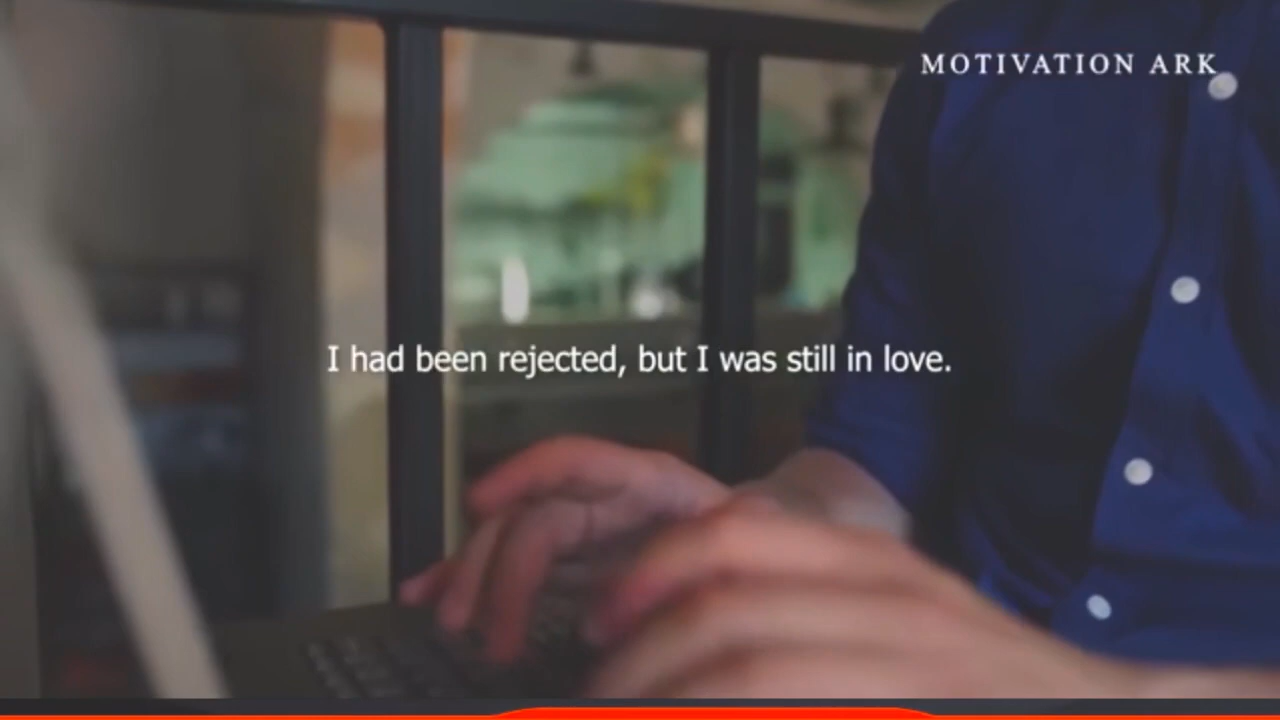 MOTIVATION ARK
I had been rejected, but I was still in love.